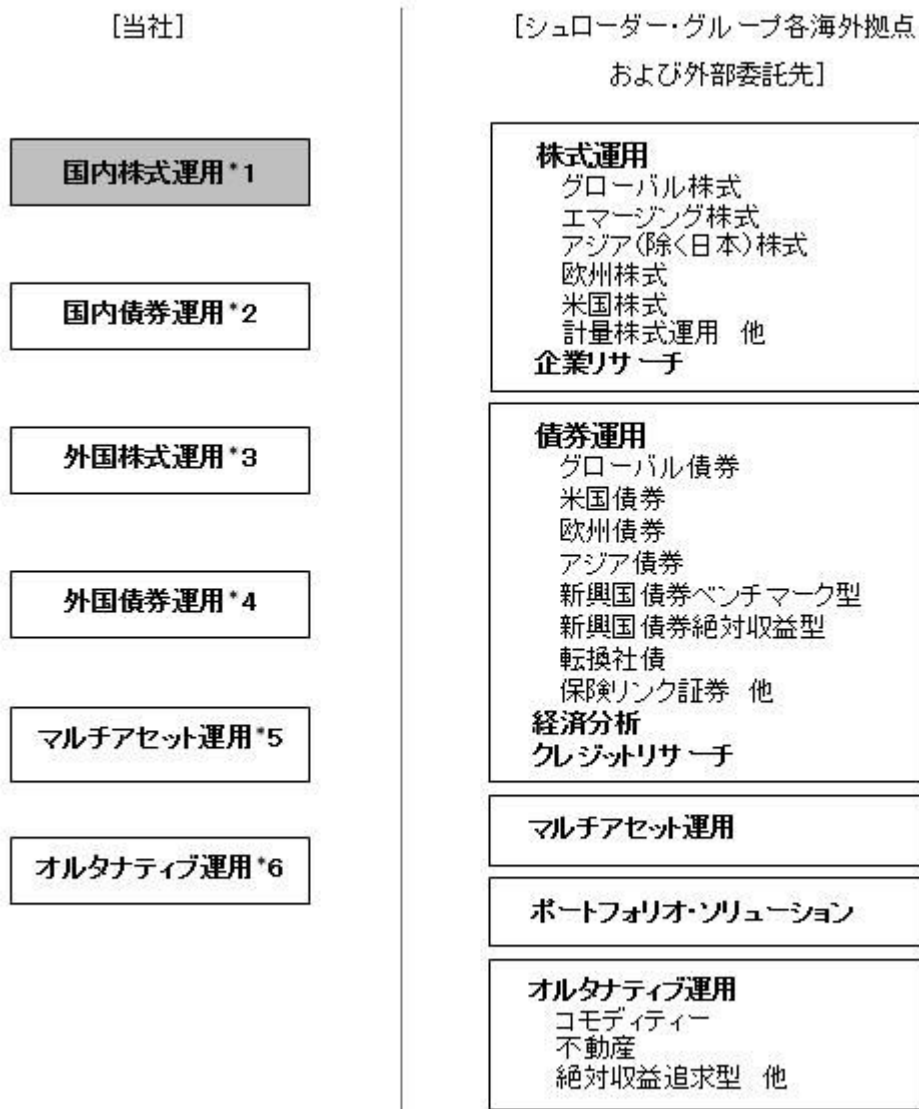 [当社]
国内株式運用*1
国内債券運用*2
外国株式運用*3
外国債券運用*4
マルチアセット運用*5
オルタナティブ運用*6
[シュローダー・グループ各海外拠点
および外部委託先]
株式運用
グローバル株式
エマージング株式
アジア(除く日本)株式
欧州株式
米国株式
計量株式運用 他
企業リサーチ
債券運用
グローバル債券
米国債券
欧州債券
アジア債券
新興国債券ベンチマーク型
新興国債券絶対収益型
転換社債
保険リンク証券 他
経済分析
クレジットリサーチ
マルチアセット運用
ポートフォリオ・ソリューション
オルタナティブ運用
コモディティー
不動産
絶対収益追求型 他